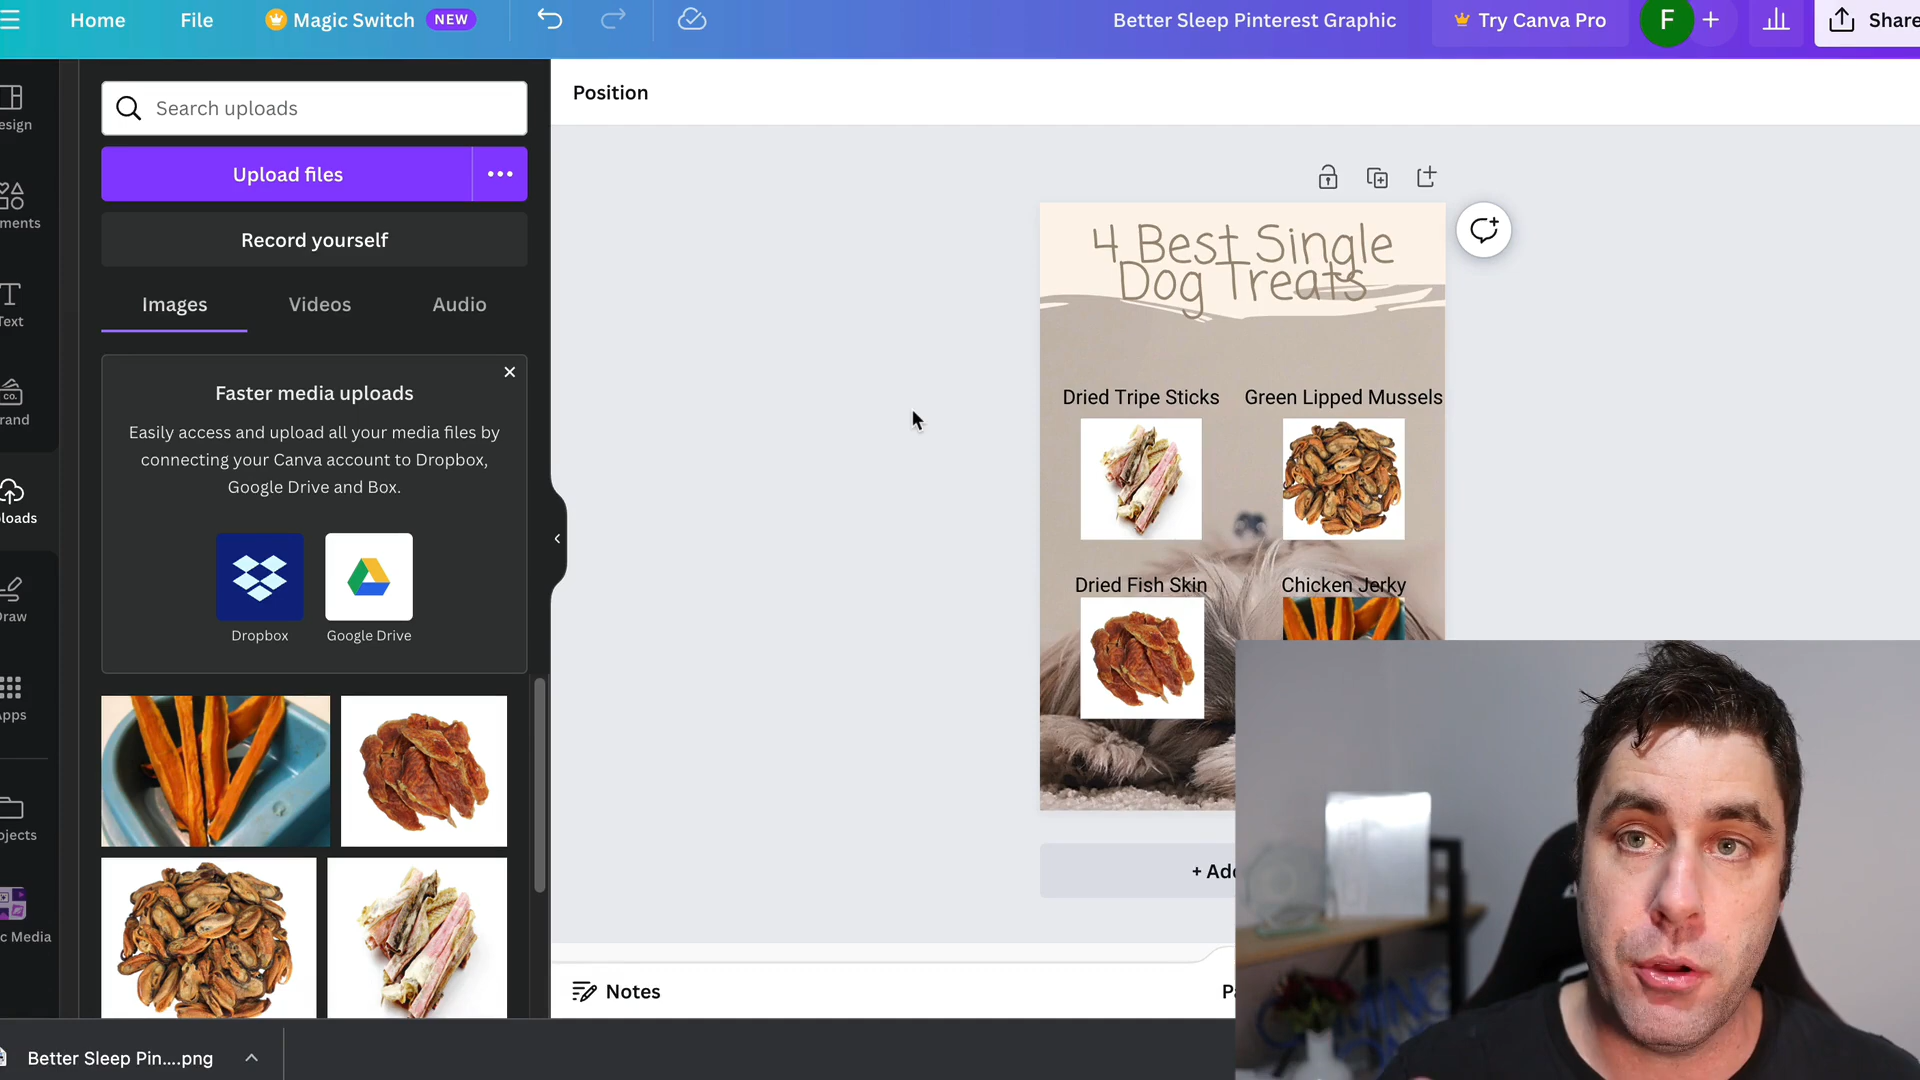 Home
File
Magic Switch
NEW
Better Sleep Pinterest Graphic
Try Canva Pro
F
Share
esign
ments
Text
rand
ploads
Draw
Apps
ojects
c Media
Search uploads
Upload files
Record yourself
Images
Videos
Audio
Faster media uploads
Easily access and upload all your media files by
connecting your Canva account to Dropbox,
Google Drive and Box.
Dropbox
Google Drive
Position
4 Best Single
Dog Treats
Dried Tripe Sticks
Green Lipped Mussels
Dried Fish Skin
Chicken Jerky
+ Add
Notes
Better Sleep Pin....png